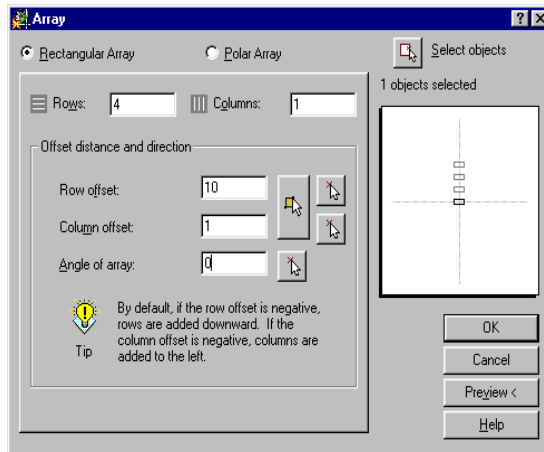 Array
Rectangular Array Polar Array
Select objects
1 objects selected
Rows: 4 Columns: 1
Offset distance and direction
Row offset: 10
Column offset: 1
Angle of array: 0
Tip
By default, if the row offset is negative,
rows are added downward. If the
column offset is negative, columns are
added to the left.
OK
Cancel
Preview <
Help